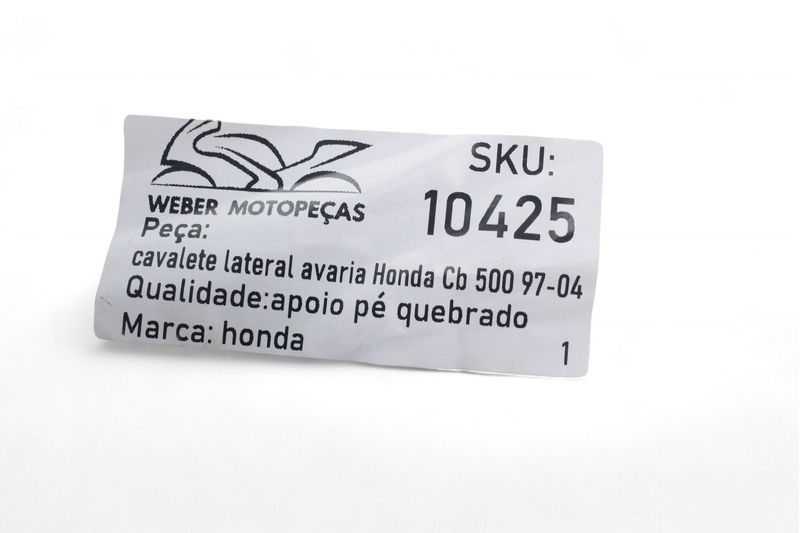 WEBER MOTOPEÇAS
SKU:
10425
Peça:
cavalete lateral avaria Honda Cb 500 97-04
Qualidade:apoio pé quebrado
Marca: honda
1